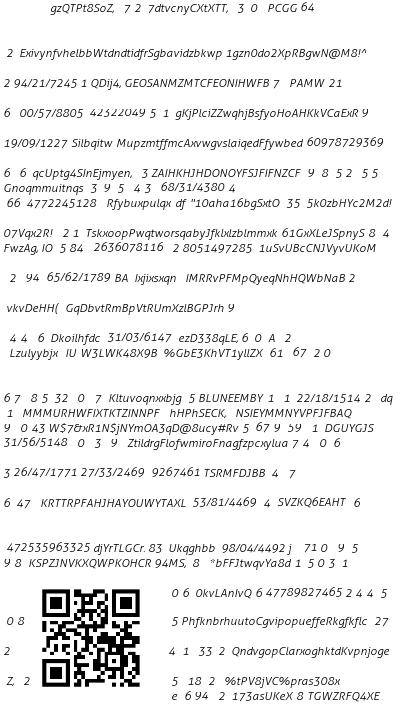 gzQTPt8SoZ, 7 2 7dtvcnyCXtXTT, 3 0 PCGG 64
2 ExivynfvhelbbWtdndtidfrSgbavidzbkwp 1gzn0do2XpRBgwN@M8!^
2 94/21/7245 1 QDij4, GEOSANMZMTCFEONIHWFB 7 PAMW 21
6 00/57/8805 42322049 5 1 gKjPlciZZwqhjBsfyoHoAHKkVCaExR 9
19/09/1227 Silbqitw MupzmtffmcAxvwgvslaiqedFfywbed 60978729369
6 6 qcUptg4SInEjmyen, 3 ZAIHKHJHDONOYFSJFIFNZCF 9 8 5 2 5 5
Gnoqmmuitnqs 3 9 5 4 3 68/31/4380 4
66 4772245128 Rfybuxpulqx df "10aha16bgSxtO 35 5k0zbHYc2M2d!
07Vqx2R! 2 1 TskxoopPwqtworsqabyJfklxlzblmmxk 61GxXLeJSpnyS 8 4
FwzAg, IO 5 84 2636078116 2 8051497285 1uSvUBcCNJVyvUKoM
2 94 65/62/1789 BA Ixjixsxqn IMRRvPFMpQyeqNhHQWbNaB 2
vkvDeHH( GqDbvtRmBpVtRUmXzlBGPJrh 9
4 4 6 Dkoilhfdc 31/03/6147 ezD338qLE, 6 0 A 2
Lzulyybjx IU W3LWK48X9B %GbE3KhVT1yllZX 61 67 2 0
6 7 8 5 32 0 7 Kltuvoqnxxbjg 5 BLUNEEMBY 1 1 22/18/1514 2 dq
1 MMMURHWFIXTKTZINNPF hHPhSECK, NSIEYMMNYVPFJFBAQ
9 0 43 W$7&xR1N$jNYmOA3qD@8ucy#Rv 5 67 9 59 1 DGUYGJS
31/56/5148 0 3 9 ZtildrgFlofwmiroFnagfzpcxylua 7 4 0 6
3 26/47/1771 27/33/2469 9267461 TSRMFDJBB 4 7
6 47 KRTTRPFAHJHAYOUWYTAXL 53/81/4469 4 SVZKQ6EAHT 6
472535963325 djYrTLGCr. 83 Ukqghbb 98/04/4492 j 71 0 9 5
9 8 KSPZJNVKXQWPKOHCR 94MS, 8 *bFFJtwqvYa8d 1 5 0 3 1
0 6 0kvLAnIvQ 6 47789827465 2 4 4 5
0 8 5 PhfknbrhuutoCgvipopueffeRkgfkflc 27
2 4 1 33 2 QndvgopClarxoghktdKvpnjoge
Z, 2 5 18 2 %tPV8jVC%pras308x
e 6 94 2 173asUKeX 8 TGWZRFQ4XE